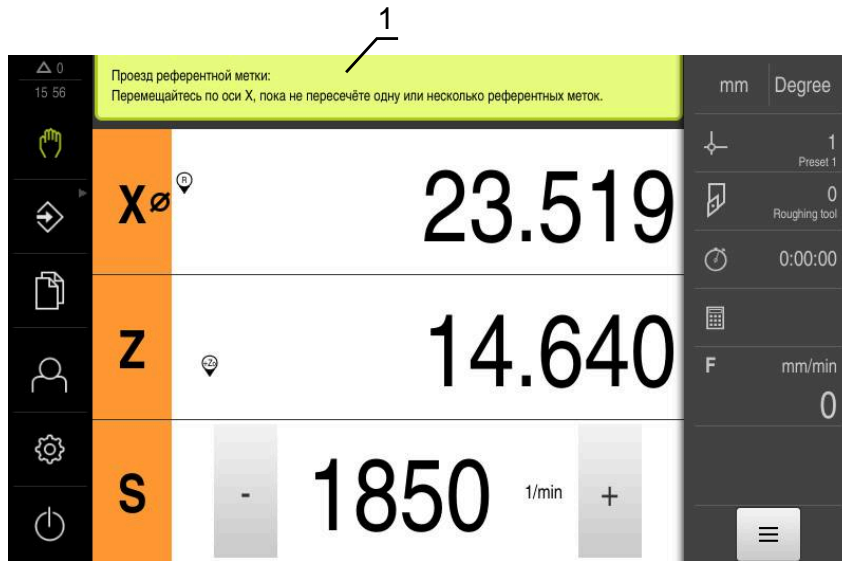 1
0
15 56
Проезд референтной метки:
Перемещайтесь по оси X, пока не пересечёте одну или несколько референтных меток.
mm
Degree
1
Preset 1
0
Roughing tool
0:00:00
F
mm/min
0
X⌀
R
23.519
Z
14.640
S
-
1850
1/min
+